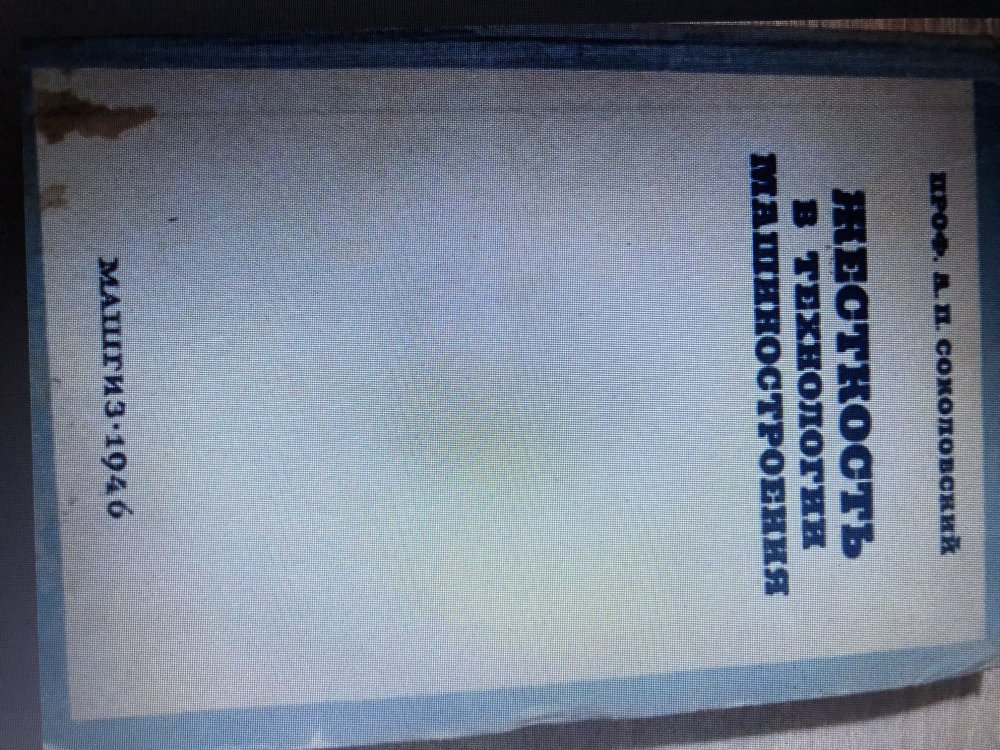 ПРОФ. А. П. СОКОЛОВСКИЙ
ЖЕСТКОСТЬ
В ТЕХНОЛОГИИ
МАШИНОСТРОЕНИЯ
МАШГИЗ·1946